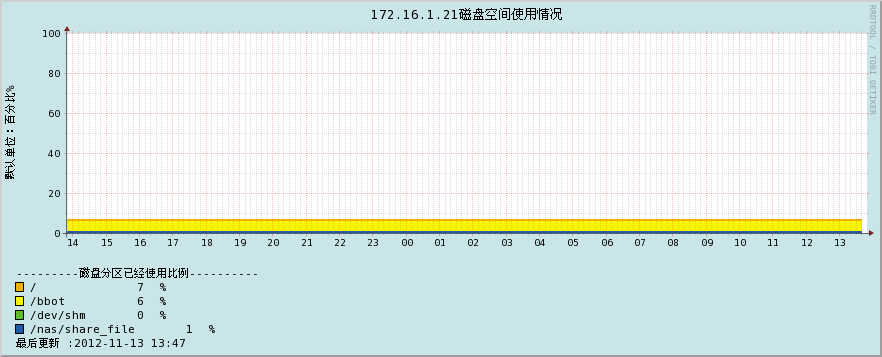 172.16.1.21磁盘空间使用情况
RRDTOOL / TOBI OETIKER
默认单位：百分比%
100
80
60
40
20
0
14 15 16 17 18 19 20 21 22 23 00 01 02 03 04 05 06 07 08 09 10 11 12 13
---------磁盘分区已经使用比例----------
/ 7 %
/bbot 6 %
/dev/shm 0 %
/nas/share_file 1 %
最后更新 :2012-11-13 13:47